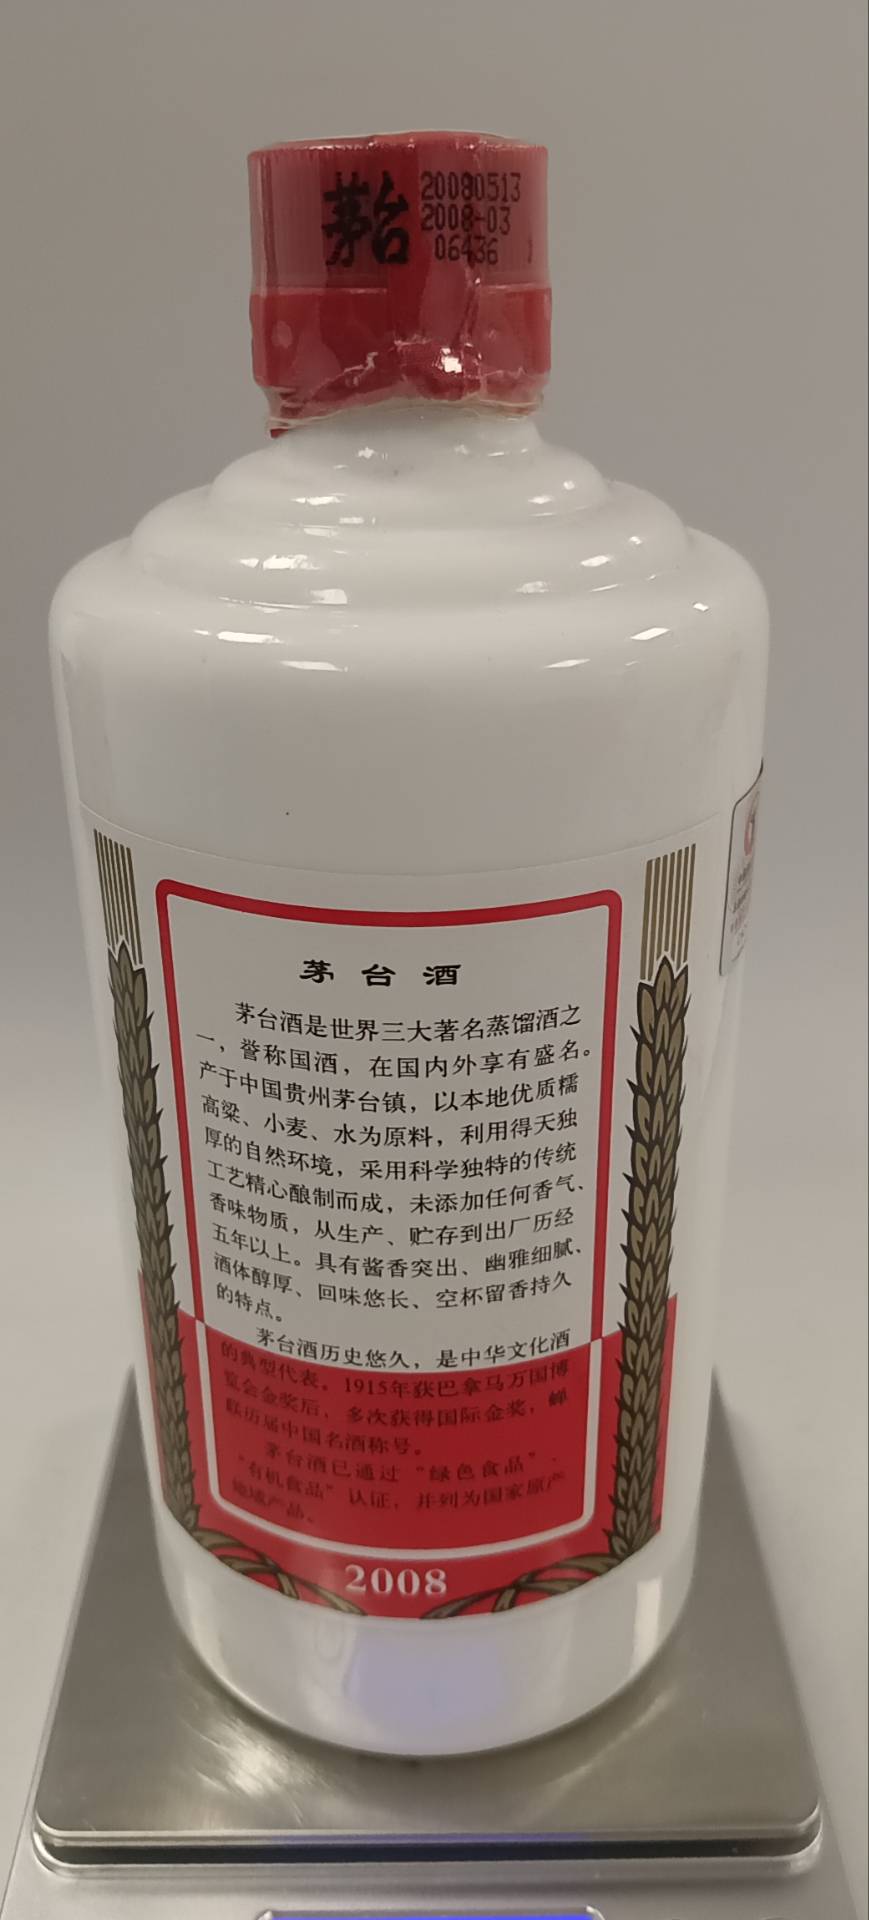 茅台
20080513
2008-03
06436
茅台酒
茅台酒是世界三大著名蒸馏酒之
一，誉称国酒，在国内外享有盛名。
产于中国贵州茅台镇，以本地优质糯
高粱、小麦、水为原料，利用得天独
厚的自然环境，采用科学独特的传统
工艺精心酿制而成，未添加任何香气、
香味物质，从生产、贮存到出厂历经
五年以上。具有酱香突出、幽雅细腻、
酒体醇厚、回味悠长、空杯留香持久
的特点。
茅台酒历史悠久，是中华文化酒
的典型代表。1915年获巴拿马万国博
览会金奖后，多次获得国际金奖，蝉
联历届中国名酒称号。
茅台酒已通过“绿色食品”、
“有机食品”认证，并列为国家原产
地域产品。
2008